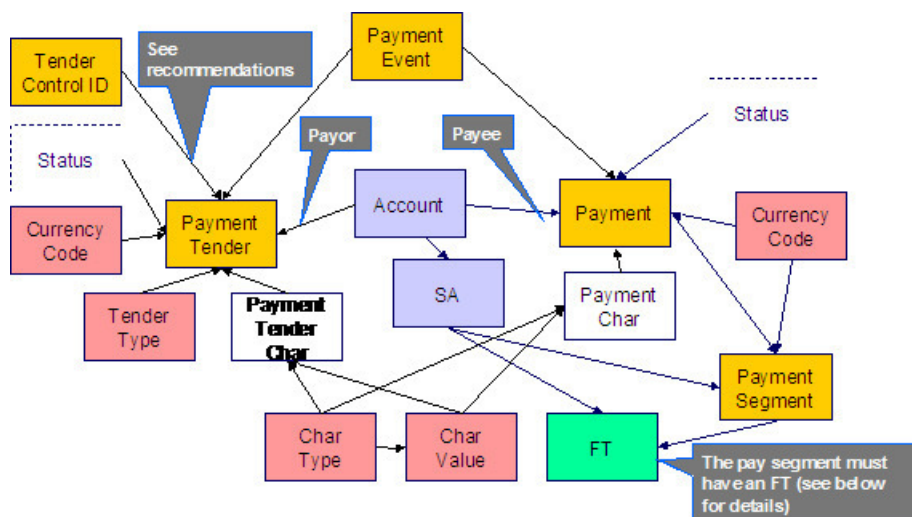 See
recommendations
Payment
Event
Tender
Control ID
Status
Status
Payor
Payee
Currency
Code
Payment
Tender
Account
Payment
Currency
Code
Tender
Type
Payment
Tender
Char
SA
Payment
Char
Payment
Segment
Char
Type
Char
Value
FT
The pay segment must
have an FT (see below
for details)